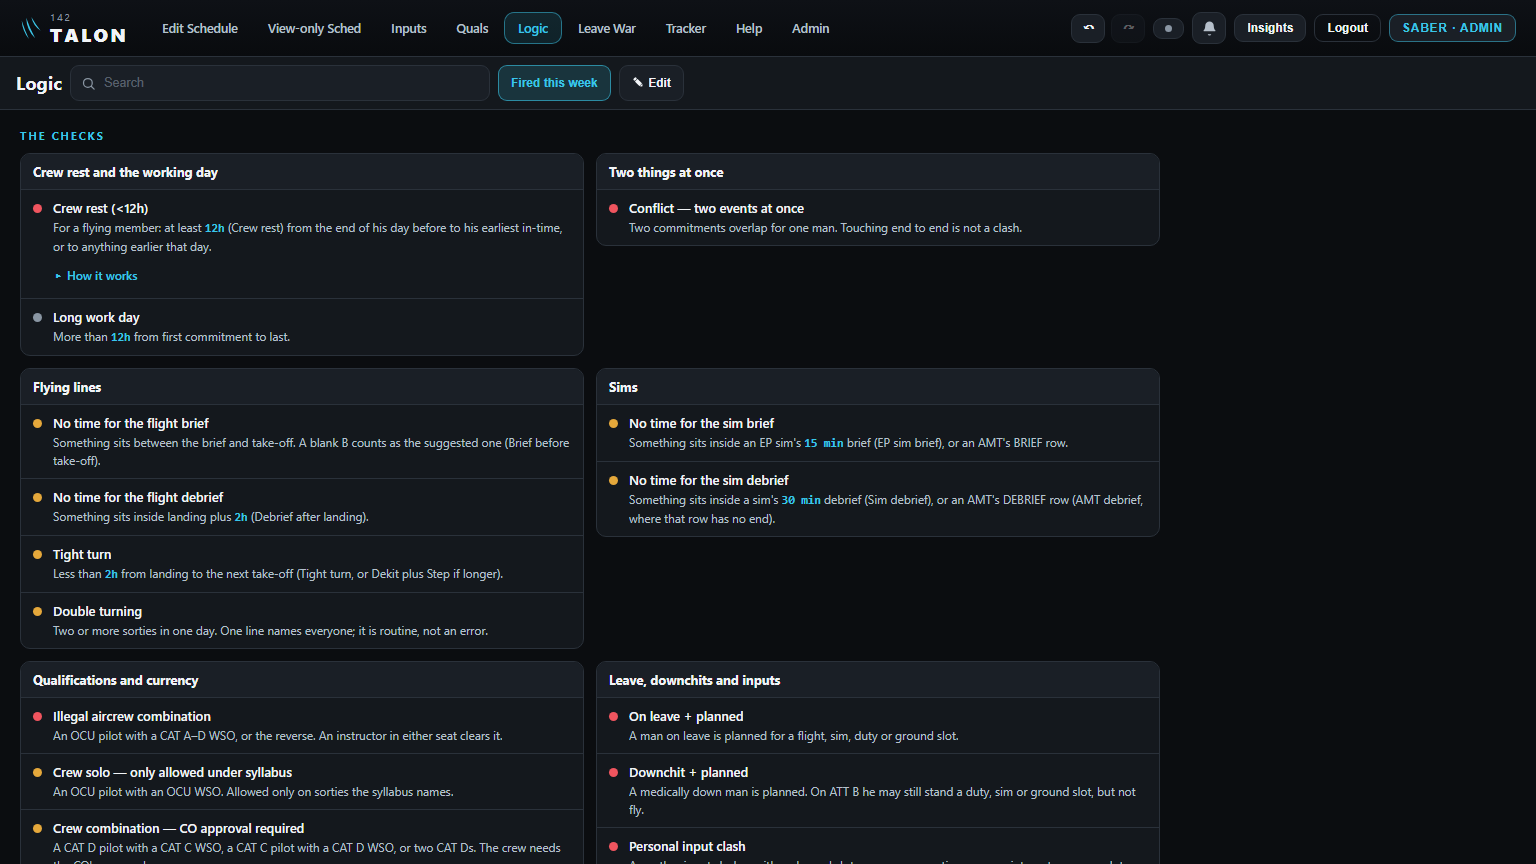 142
TALON
Edit Schedule
View-only Sched
Inputs
Quals
Logic
Leave War
Tracker
Help
Admin
Insights
Logout
SABER · ADMIN
Logic
Search
Fired this week
Edit
THE CHECKS
Crew rest and the working day
Crew rest (<12h)
For a flying member: at least 12h (Crew rest) from the end of his day before to his earliest in-time,
or to anything earlier that day.
How it works
Long work day
More than 12h from first commitment to last.
Two things at once
Conflict — two events at once
Two commitments overlap for one man. Touching end to end is not a clash.
Flying lines
No time for the flight brief
Something sits between the brief and take-off. A blank B counts as the suggested one (Brief before
take-off).
No time for the flight debrief
Something sits inside landing plus 2h (Debrief after landing).
Tight turn
Less than 2h from landing to the next take-off (Tight turn, or Dekit plus Step if longer).
Double turning
Two or more sorties in one day. One line names everyone; it is routine, not an error.
Sims
No time for the sim brief
Something sits inside an EP sim's 15 min brief (EP sim brief), or an AMT's BRIEF row.
No time for the sim debrief
Something sits inside a sim's 30 min debrief (Sim debrief), or an AMT's DEBRIEF row (AMT debrief,
where that row has no end).
Qualifications and currency
Illegal aircrew combination
An OCU pilot with a CAT A–D WSO, or the reverse. An instructor in either seat clears it.
Crew solo — only allowed under syllabus
An OCU pilot with an OCU WSO. Allowed only on sorties the syllabus names.
Crew combination — CO approval required
A CAT D pilot with a CAT C WSO, a CAT C pilot with a CAT D WSO, or two CAT Ds. The crew needs
Leave, downchits and inputs
On leave + planned
A man on leave is planned for a flight, sim, duty or ground slot.
Downchit + planned
A medically down man is planned. On ATT B he may still stand a duty, sim or ground slot, but not
fly.
Personal input clash